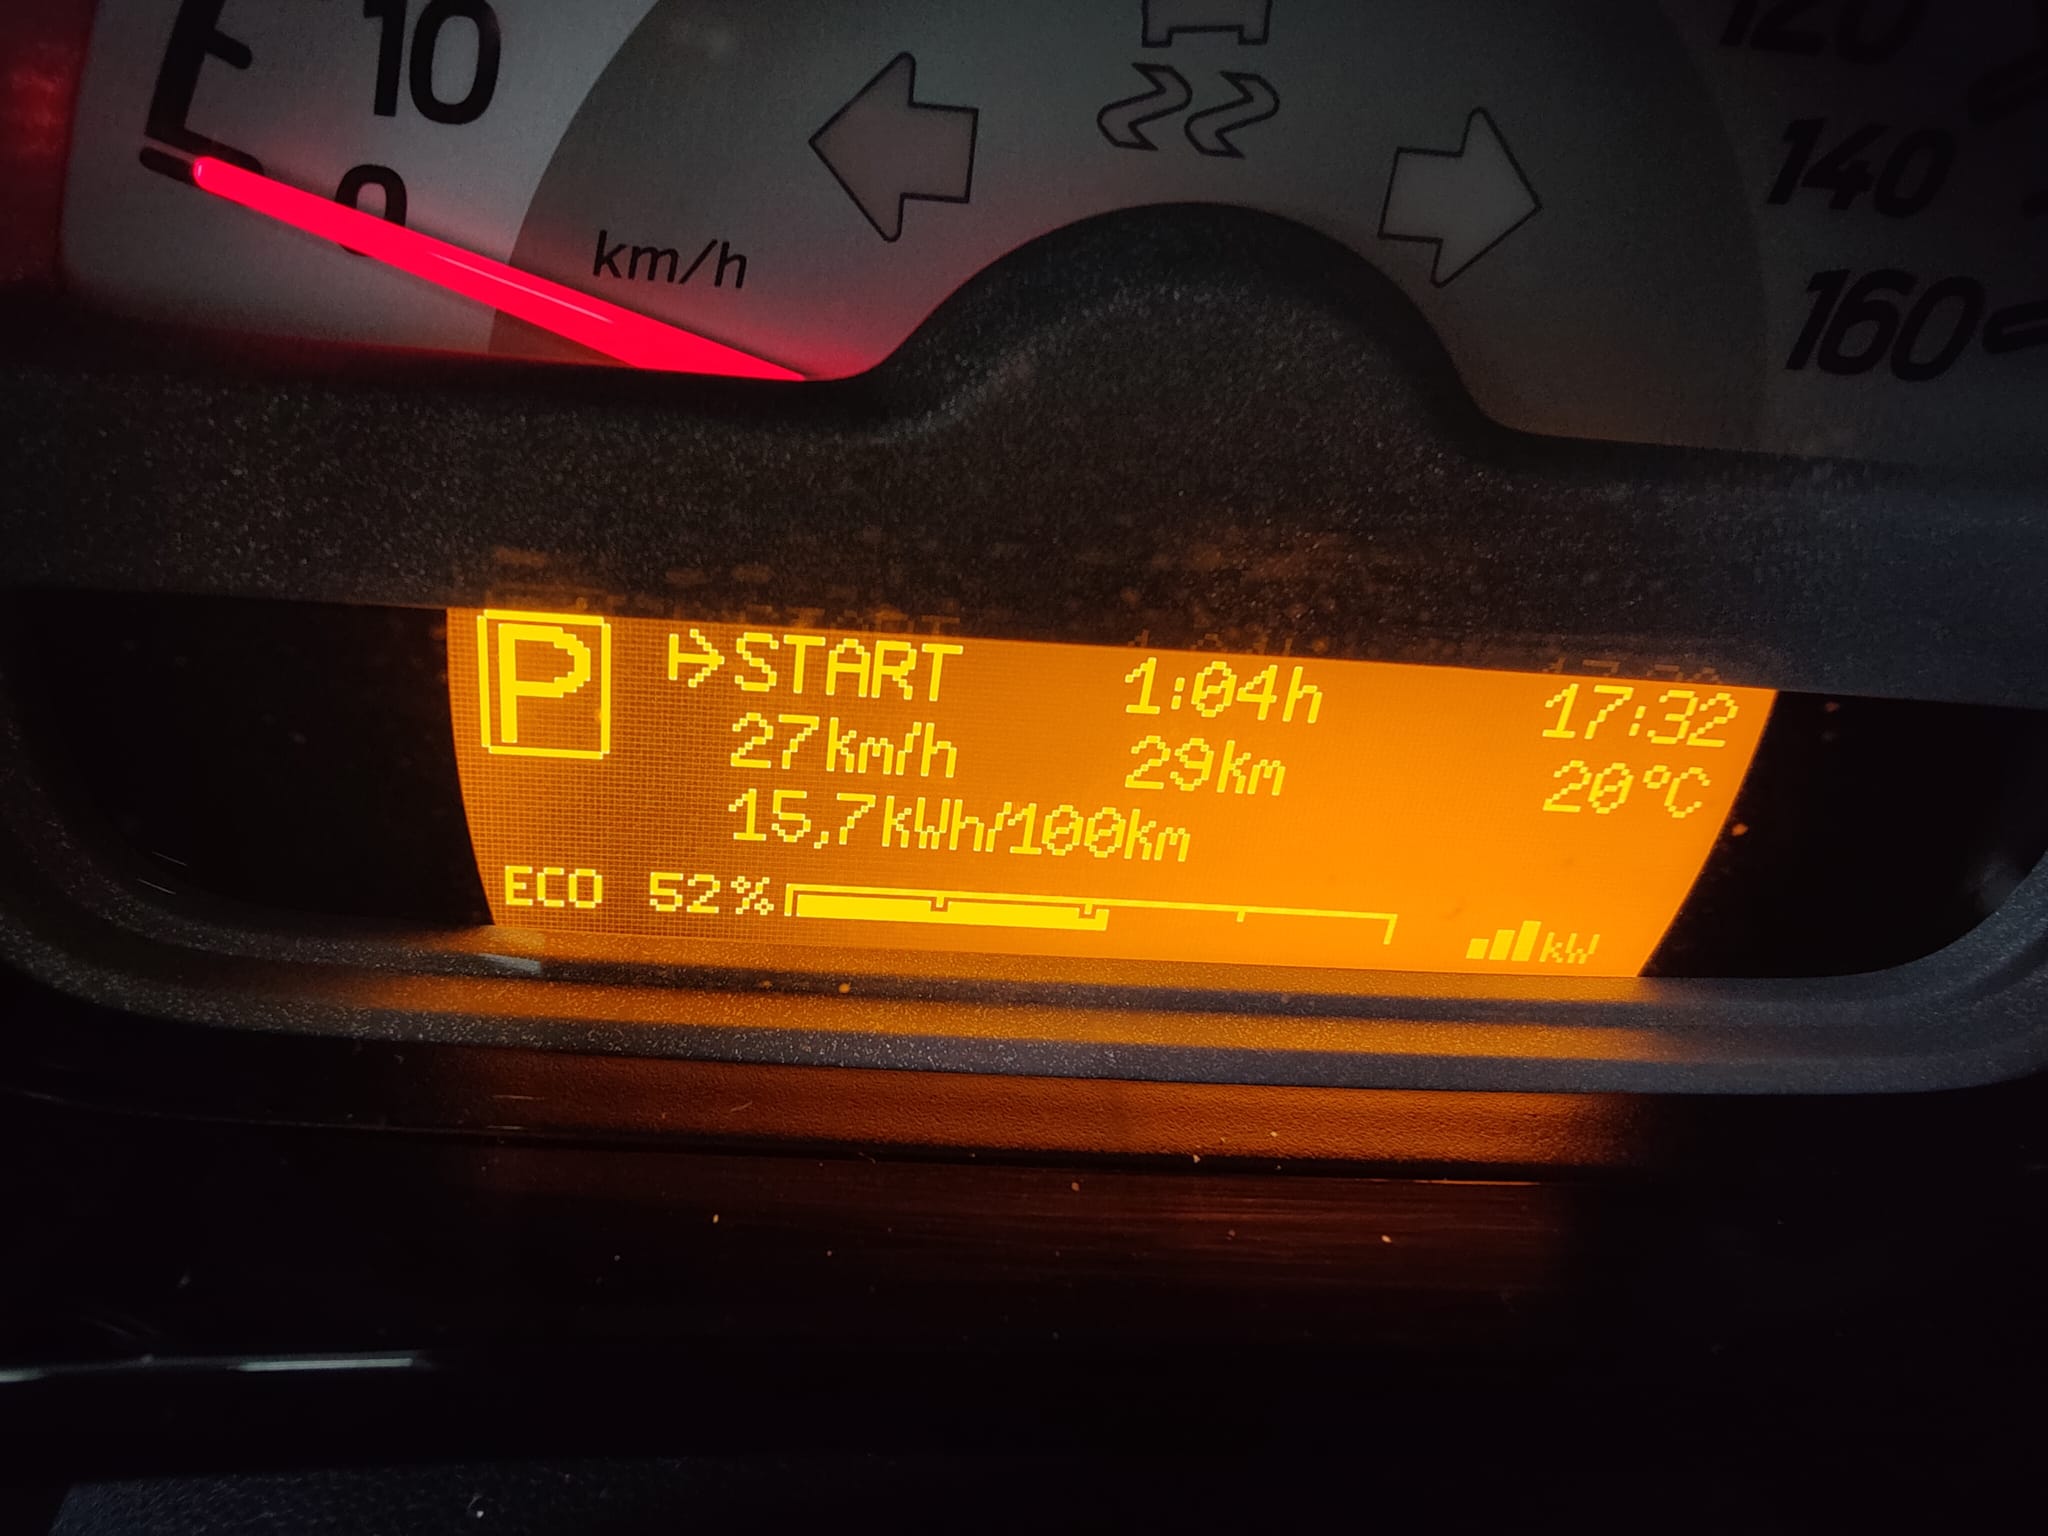 10
0
km/h
120
140
160
P
START 1:04h 17:32
27km/h 29km 20°C
15,7kWh/100km
ECO 52% kW